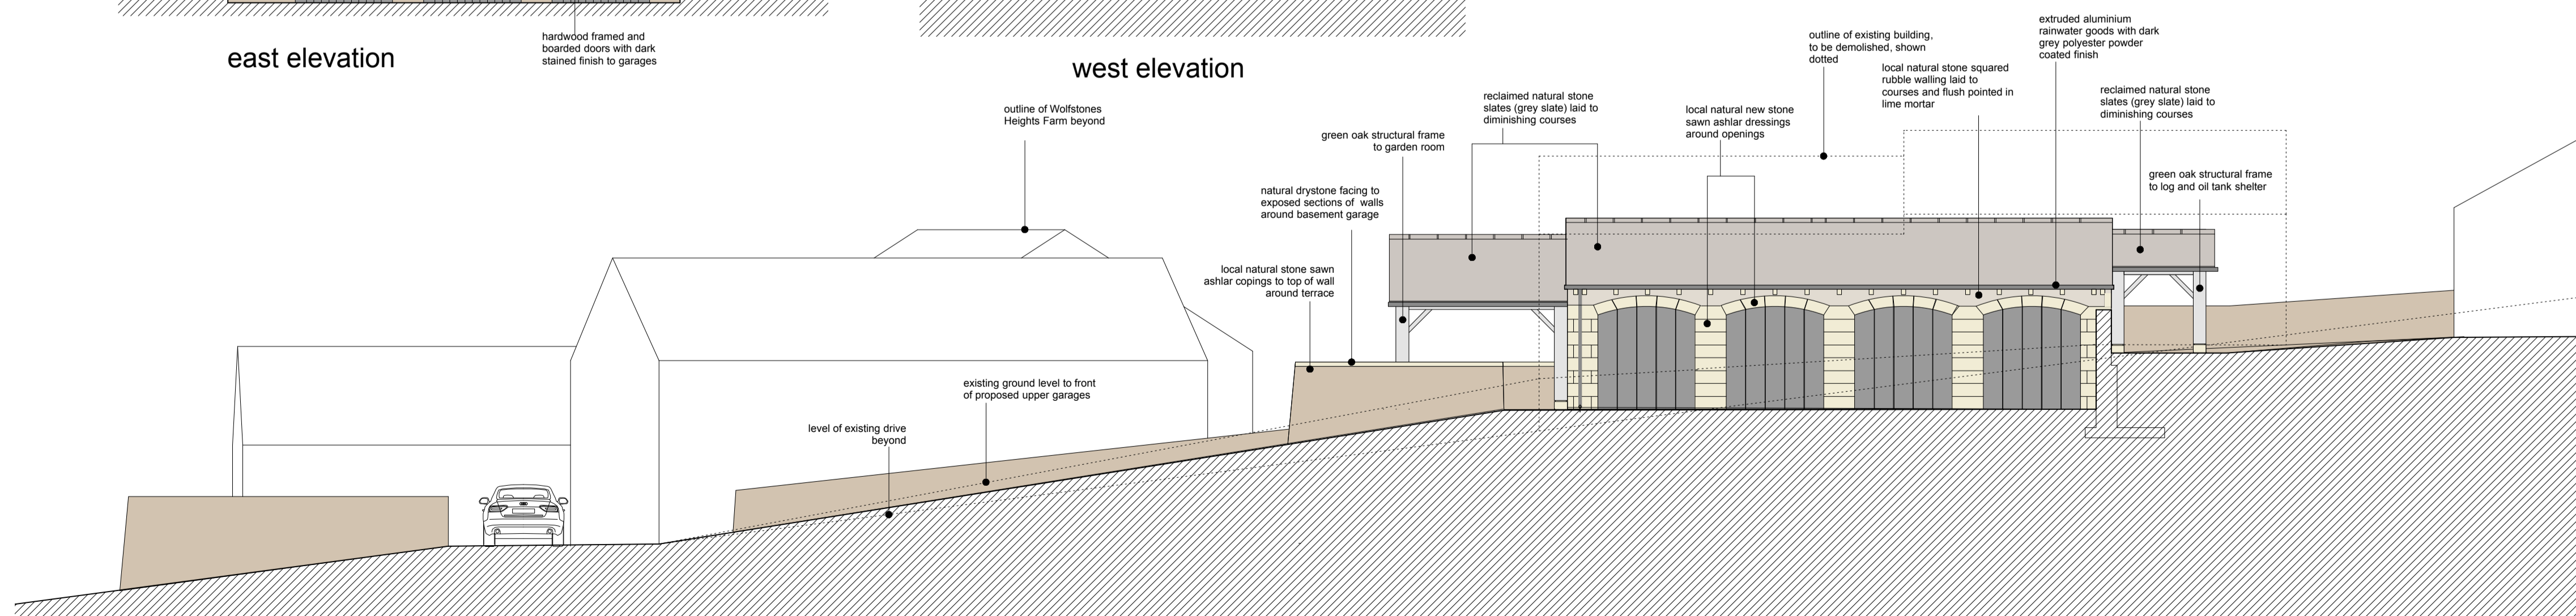 east elevation
hardwood framed and
boarded doors with dark
stained finish to garages
west elevation
outline of Wolfstones
Heights Farm beyond
level of existing drive
beyond
existing ground level to front
of proposed upper garages
local natural stone sawn
ashlar copings to top of wall
around terrace
natural drystone facing to
exposed sections of walls
around basement garage
green oak structural frame
to garden room
reclaimed natural stone
slates (grey slate) laid to
diminishing courses
local natural new stone
sawn ashlar dressings
around openings
outline of existing building,
to be demolished, shown
dotted
local natural stone squared
rubble walling laid to
courses and flush pointed in
lime mortar
extruded aluminium
rainwater goods with dark
grey polyester powder
coated finish
reclaimed natural stone
slates (grey slate) laid to
diminishing courses
green oak structural frame
to log and oil tank shelter